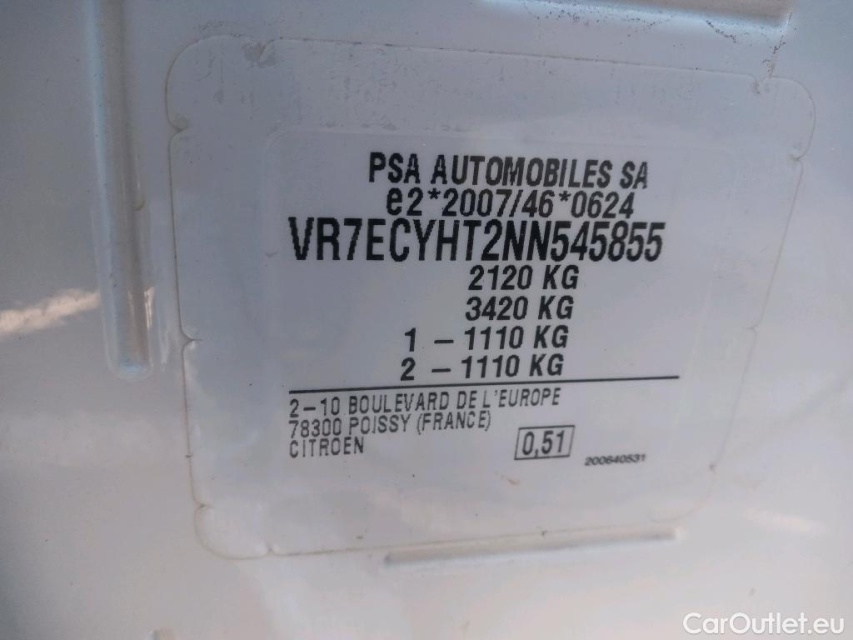 PSA AUTOMOBILES SA
e2*2007/46*0624
VR7ECYHT2NN545855
2120 KG
3420 KG
1 – 1110 KG
2 – 1110 KG
2–10 BOULEVARD DE L'EUROPE
78300 POISSY (FRANCE)
CITROEN
0,51
200640531
CarOutlet.eu